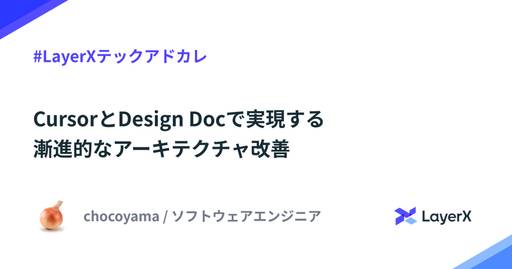 #LayerXテックアドカレ
CursorとDesign Docで実現する
漸進的なアーキテクチャ改善
chocoyama / ソフトウェアエンジニア
LayerX